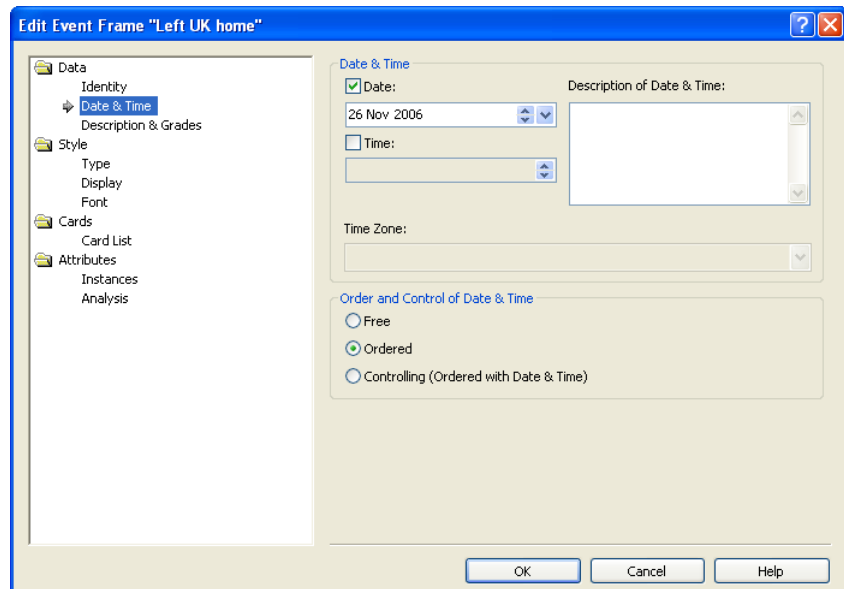 Edit Event Frame "Left UK home"
Data
Identity
Date & Time
Description & Grades
Style
Type
Display
Font
Cards
Card List
Attributes
Instances
Analysis
Date & Time
Date:
Description of Date & Time:
26 Nov 2006
Time:
Time Zone:
Order and Control of Date & Time
Free
Ordered
Controlling (Ordered with Date & Time)
OK
Cancel
Help